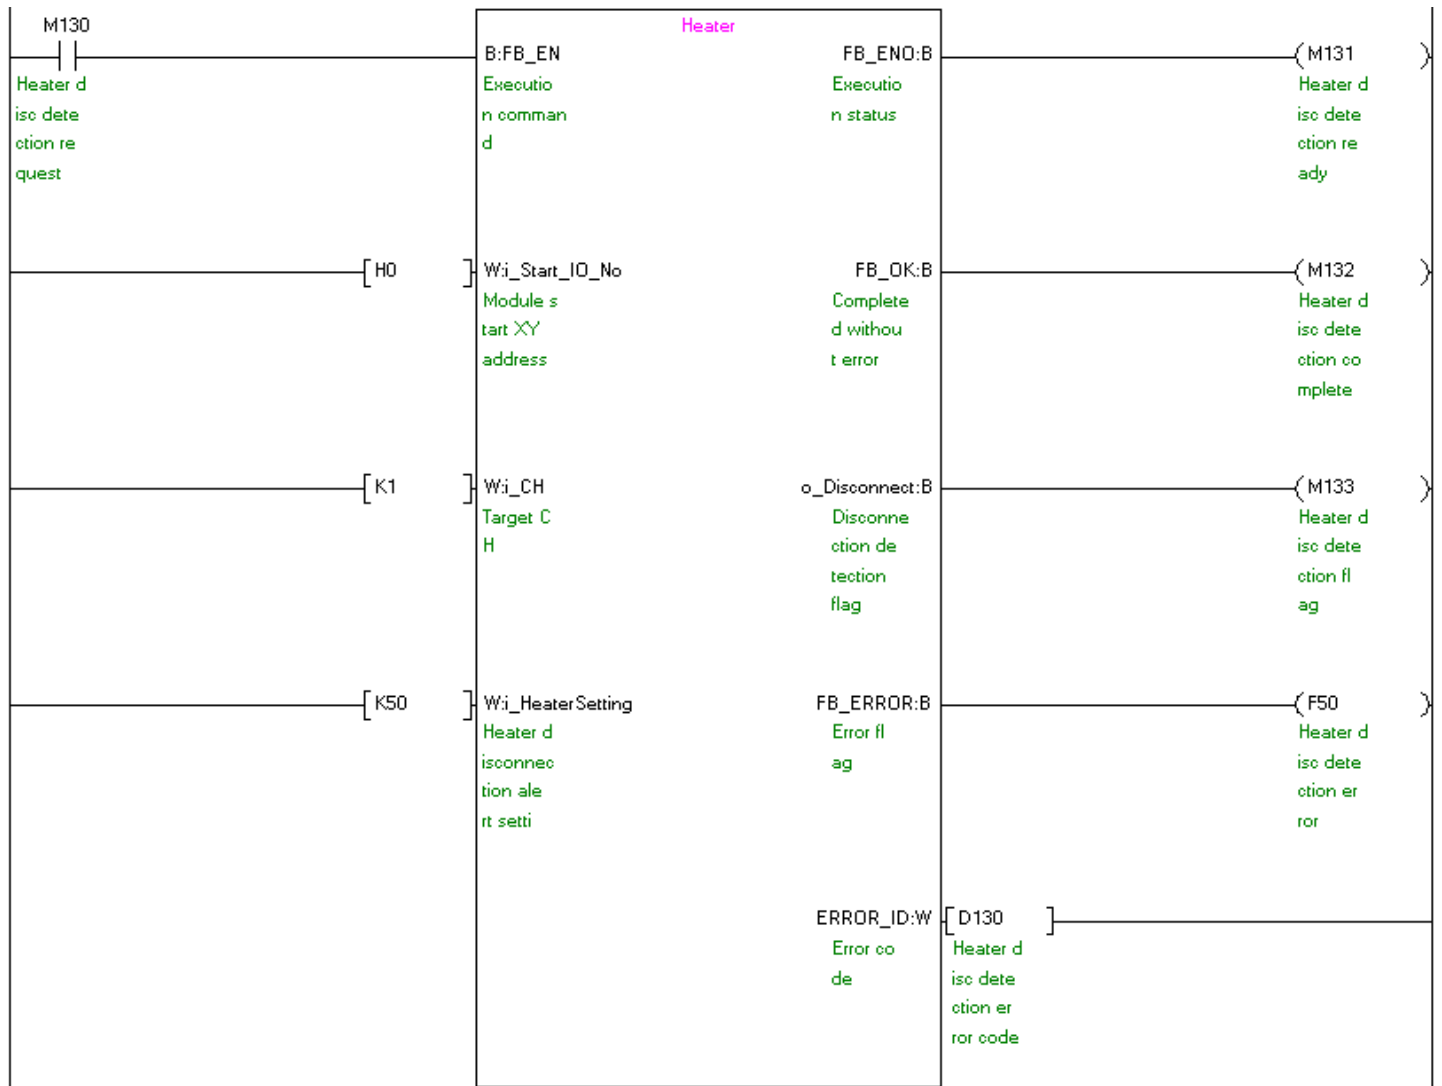 M130
Heater
B:FB_EN
FB_ENO:B
M131
Heater d
isc dete
ction re
quest
Executio
n comman
d
Executio
n status
Heater d
isc dete
ction re
ady
H0
W:i_Start_IO_No
FB_OK:B
M132
Module s
tart XY
address
Complete
d withou
t error
Heater d
isc dete
ction co
mplete
K1
W:i_CH
o_Disconnect:B
M133
Target C
H
Disconne
ction de
tection
flag
Heater d
isc dete
ction fl
ag
K50
W:i_HeaterSetting
FB_ERROR:B
F50
Heater d
isconnec
tion ale
rt setti
Error fl
ag
Heater d
isc dete
ction er
ror
ERROR_ID:W
D130
Error co
de
Heater d
isc dete
ction er
ror code